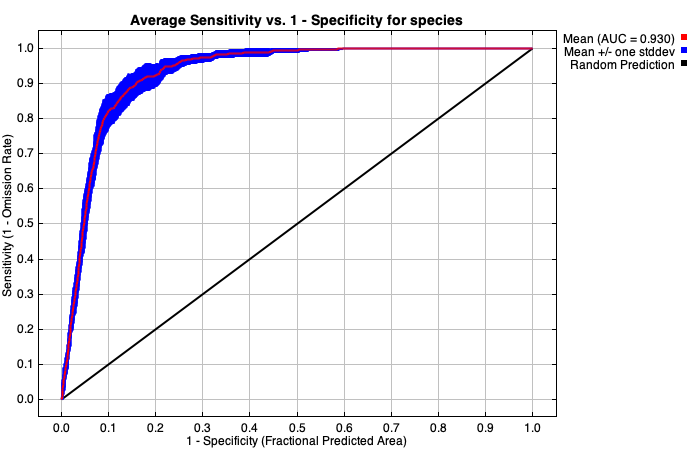 Average Sensitivity vs. 1 - Specificity for species
Mean (AUC = 0.930)
Mean +/- one stddev
Random Prediction
Sensitivity (1 - Omission Rate)
1.0
0.9
0.8
0.7
0.6
0.5
0.4
0.3
0.2
0.1
0.0
0.0 0.1 0.2 0.3 0.4 0.5 0.6 0.7 0.8 0.9 1.0
1 - Specificity (Fractional Predicted Area)